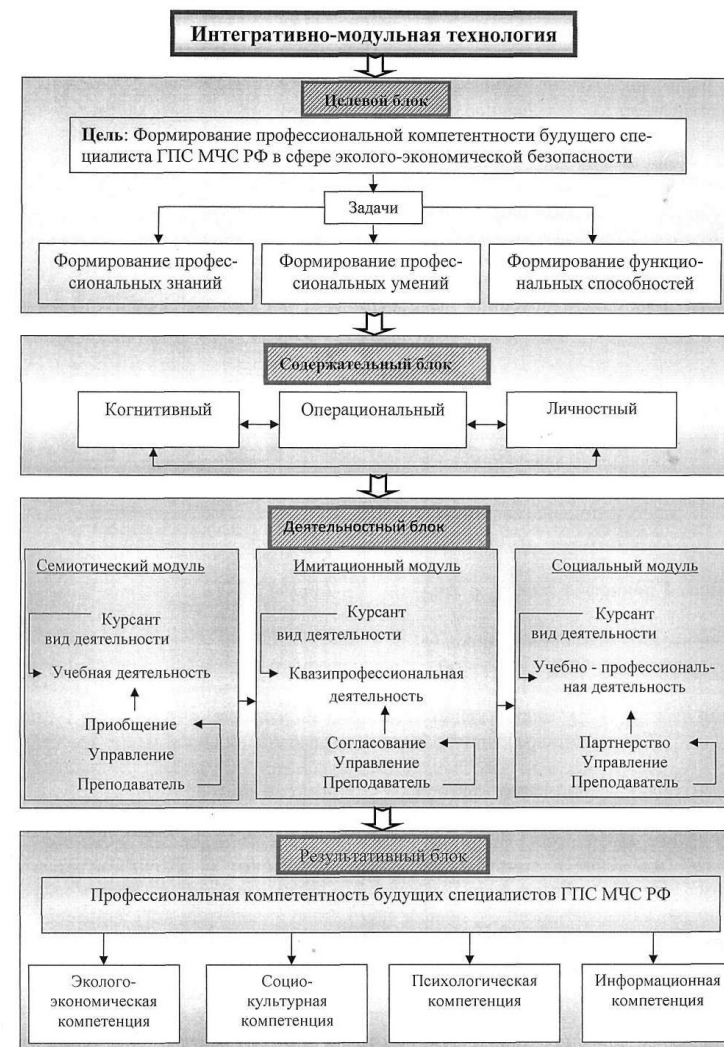 Интегративно-модульная технология
Целевой блок
Цель: Формирование профессиональной компетентности будущего спе-
циалиста ГПС МЧС РФ в сфере эколого-экономической безопасности
Задачи
Формирование профес-
сиональных знаний
Формирование профес-
сиональных умений
Формирование функцио-
нальных способностей
Содержательный блок
Когнитивный
Операциональный
Личностный
Деятельностный блок
Семиотический модуль
Курсант
вид деятельности
Учебная деятельность
Приобщение
Управление
Преподаватель
Имитационный модуль
Курсант
вид деятельности
Квазипрофессиональная
деятельность
Согласование
Управление
Преподаватель
Социальный модуль
Курсант
вид деятельности
Учебно - профессиональ-
ная деятельность
Партнерство
Управление
Преподаватель
Результативный блок
Профессиональная компетентность будущих специалистов ГПС МЧС РФ
Эколого-
экономическая
компетенция
Социо-
культурная
компетенция
Психологическая
компетенция
Информационная
компетенция